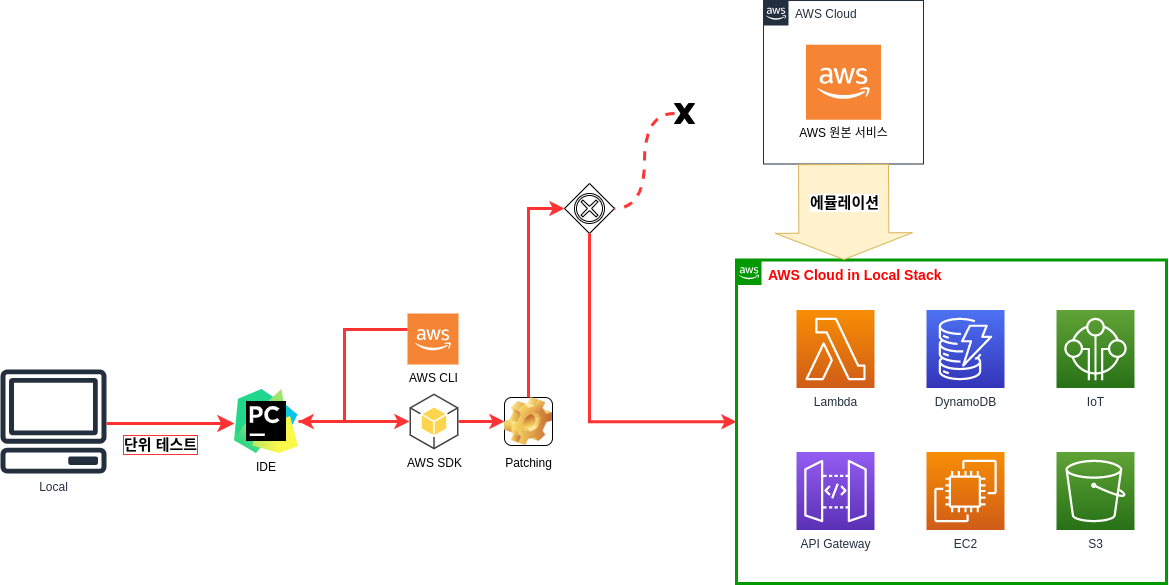 aws
AWS Cloud
aws
AWS 원본 서비스
에뮬레이션
aws
AWS Cloud in Local Stack
aws
AWS CLI
Lambda
DynamoDB
IoT
PC
단위 테스트
Local
IDE
AWS SDK
Patching
API Gateway
EC2
S3